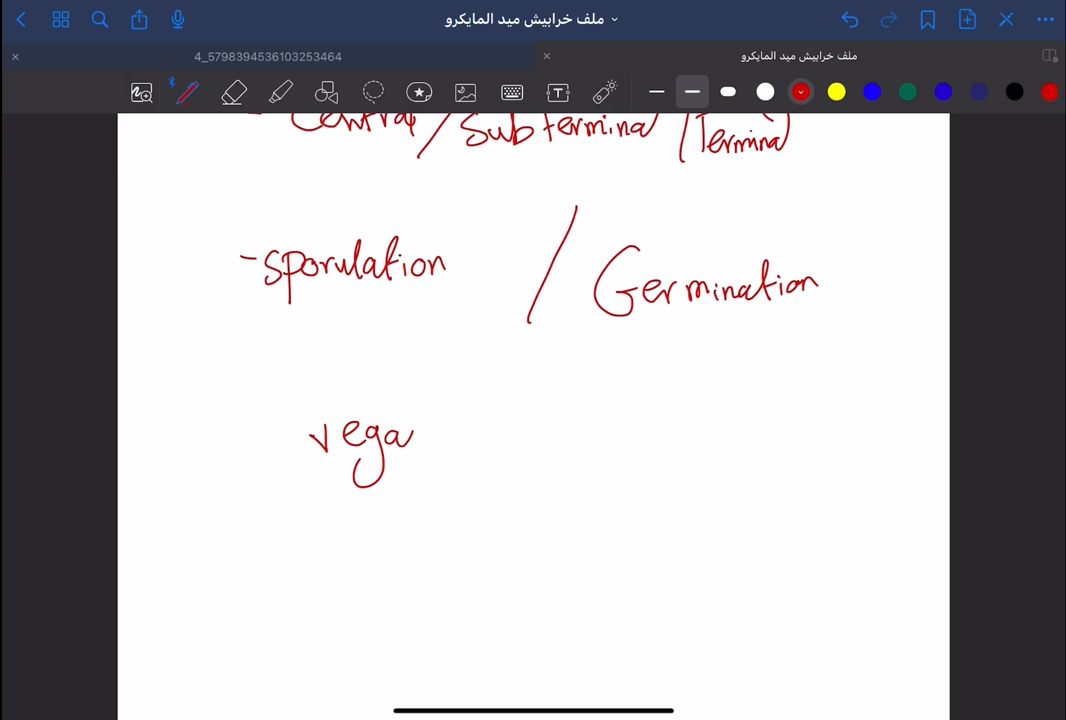 ملف خرابيش ميد المايكرو
4_5798394536103253464
ملف خرابيش ميد المايكرو
- Central / Subterminal / Terminal
- sporulation / Germination
vega